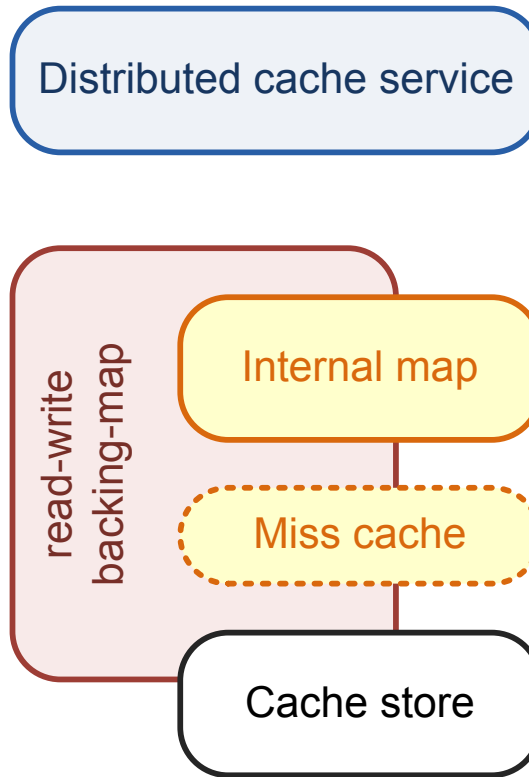 Distributed cache service
read-write
backing-map
Internal map
Miss cache
Cache store